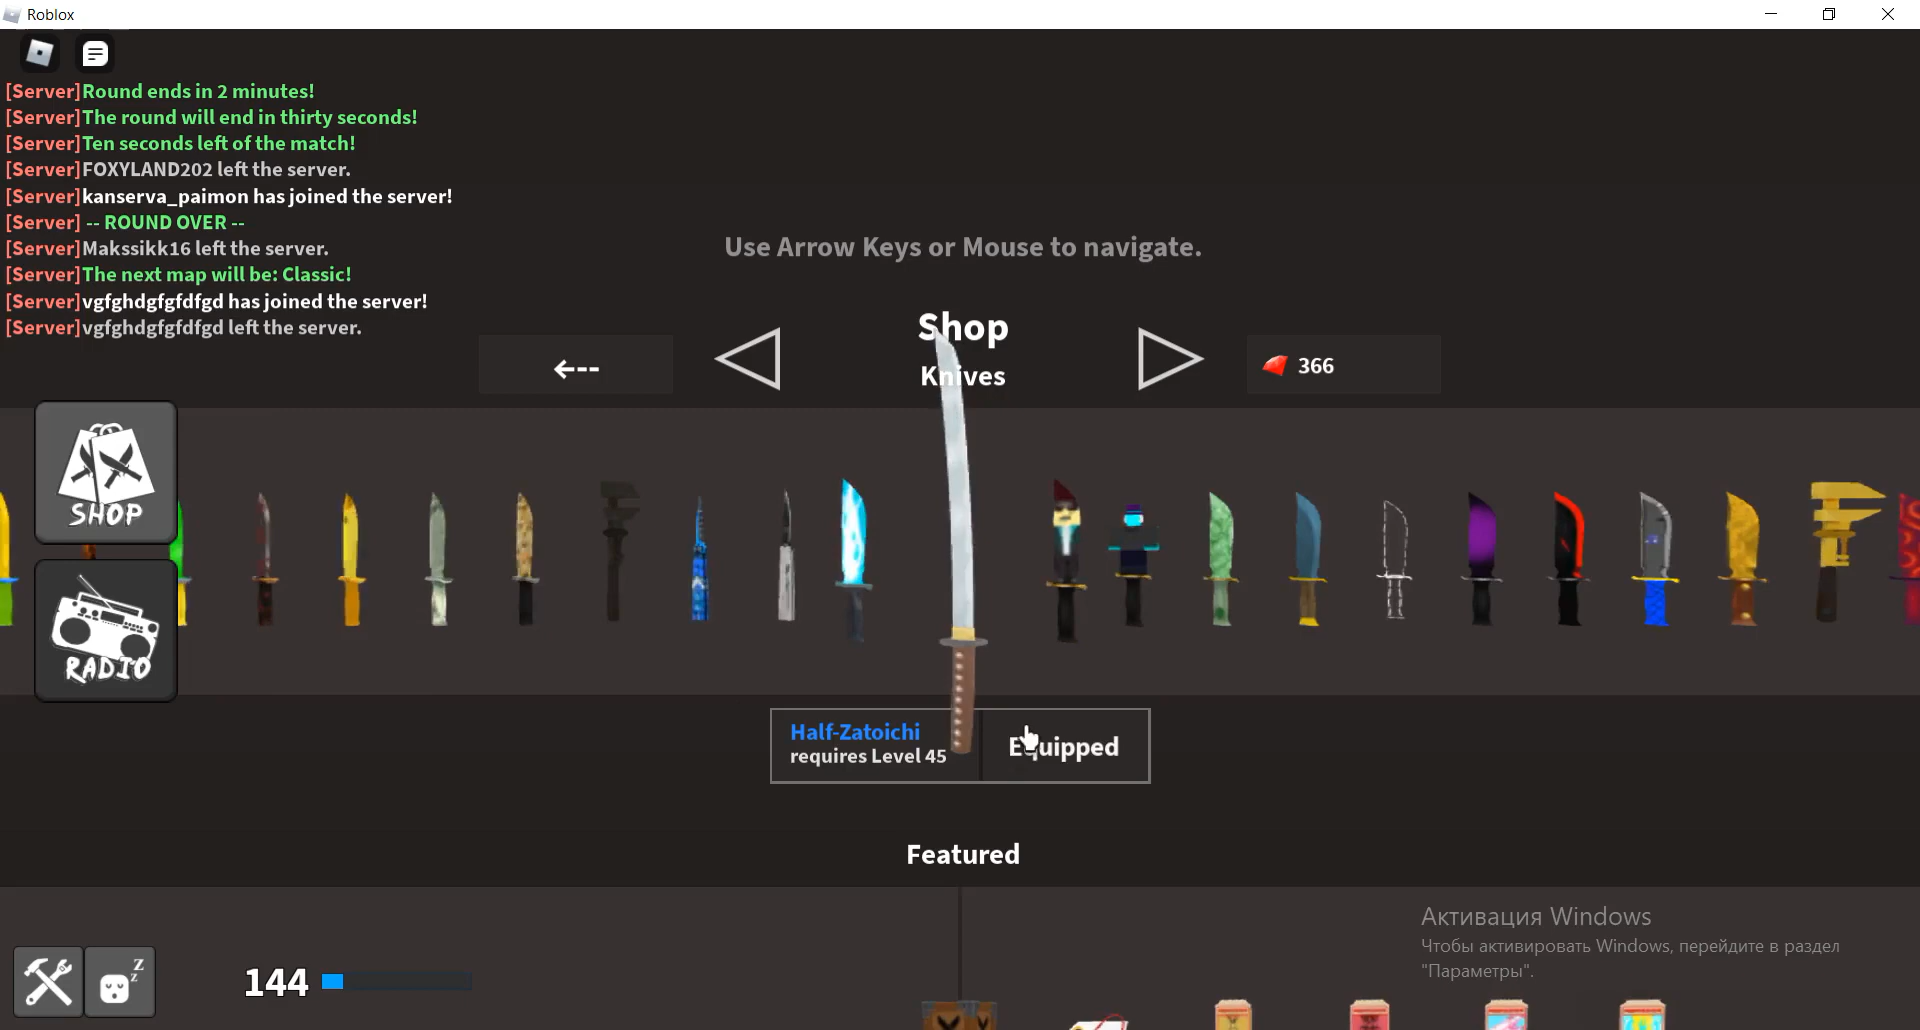 Roblox
[Server]Round ends in 2 minutes!
[Server]The round will end in thirty seconds!
[Server]Ten seconds left of the match!
[Server]FOXYLAND202 left the server.
[Server]kanserva_paimon has joined the server!
[Server] -- ROUND OVER --
[Server]Makssikk16 left the server.
[Server]The next map will be: Classic!
[Server]vgfghdgfgfdfgd has joined the server!
[Server]vgfghdgfgfdfgd left the server.
Use Arrow Keys or Mouse to navigate.
Shop
Knives
<---
366
SHOP
RADIO
Half-Zatoichi
requires Level 45
Equipped
Featured
Активация Windows
Чтобы активировать Windows, перейдите в раздел
"Параметры".
z
z
144